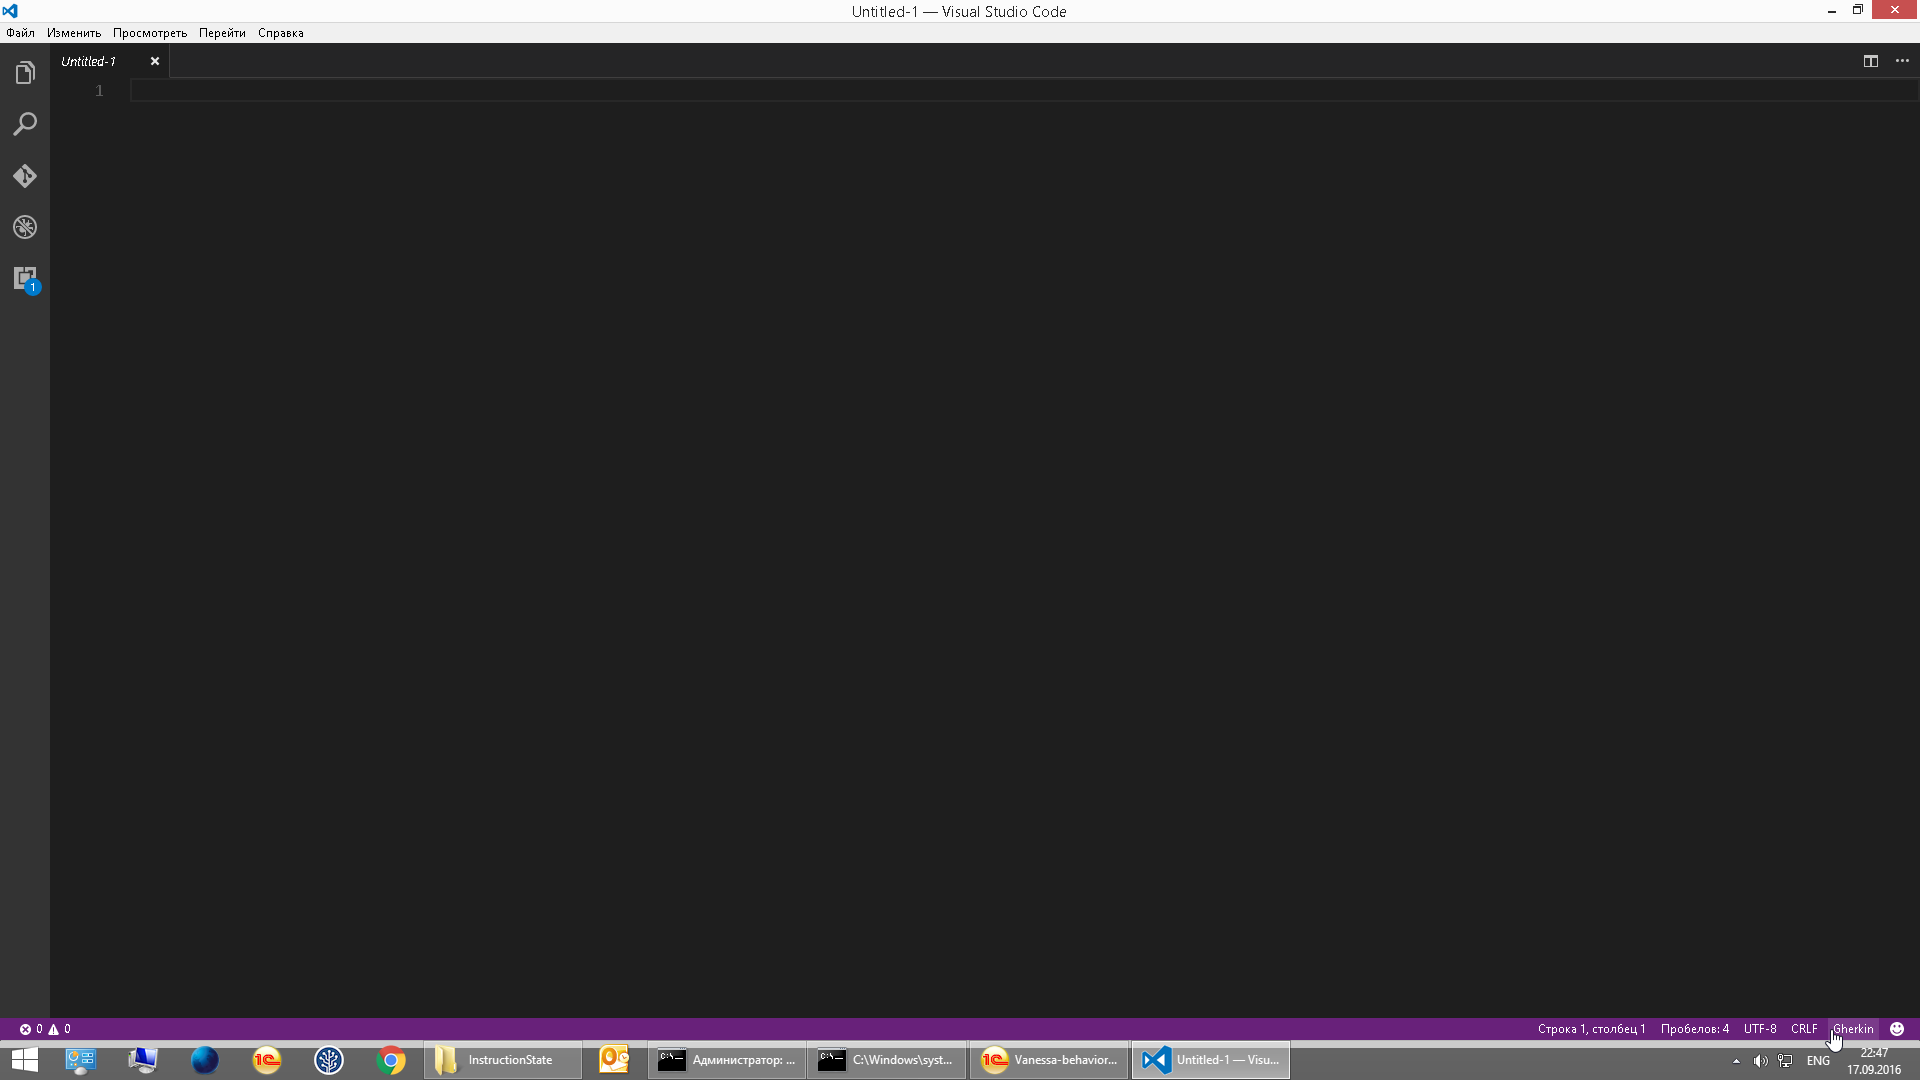 Untitled-1 — Visual Studio Code
Файл Изменить Просмотреть Перейти Справка
Untitled-1
1
1
0 0
Строка 1, столбец 1 Пробелов: 4 UTF-8 CRLF Gherkin
InstructionState
Администратор: ...
C:\Windows\syst...
Vanessa-behavior...
Untitled-1 — Visu...
ENG
22:47
17.09.2016